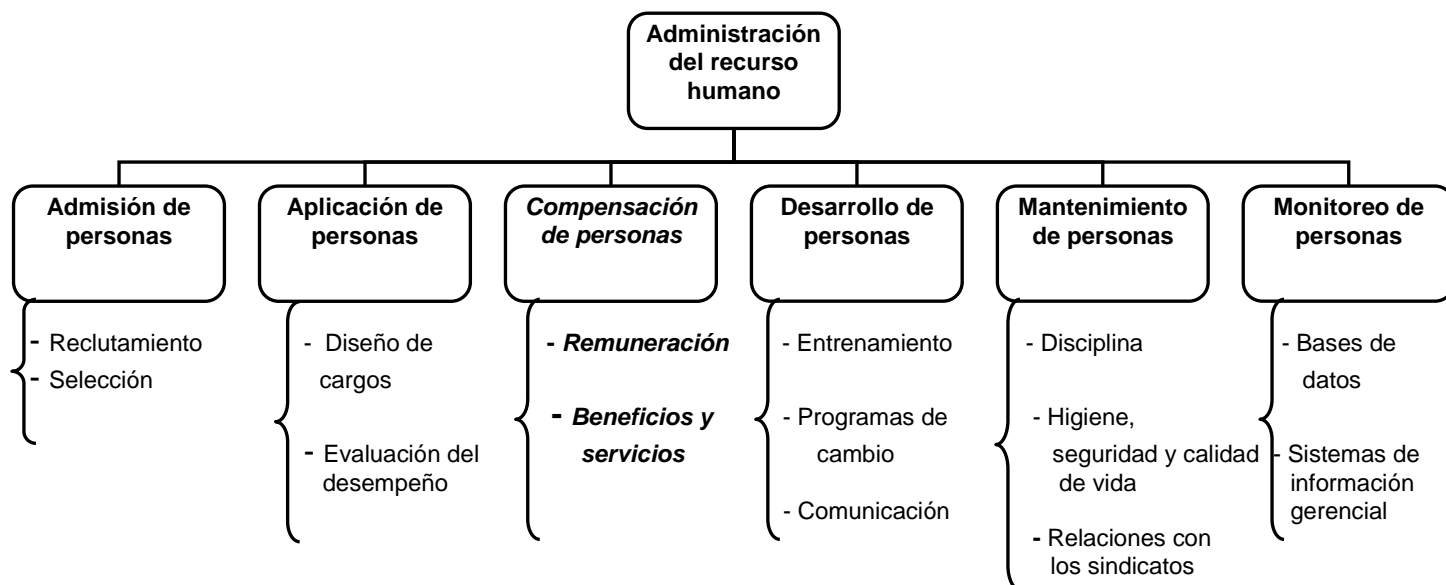 Administración
del recurso
humano
Admisión de
personas
- Reclutamiento
- Selección
Aplicación de
personas
- Diseño de
cargos
- Evaluación del
desempeño
Compensación
de personas
- Remuneración
- Beneficios y
servicios
Desarrollo de
personas
- Entrenamiento
- Programas de
cambio
- Comunicación
Mantenimiento
de personas
- Disciplina
- Higiene,
seguridad y calidad
de vida
- Relaciones con
los sindicatos
Monitoreo de
personas
- Bases de
datos
- Sistemas de
información
gerencial